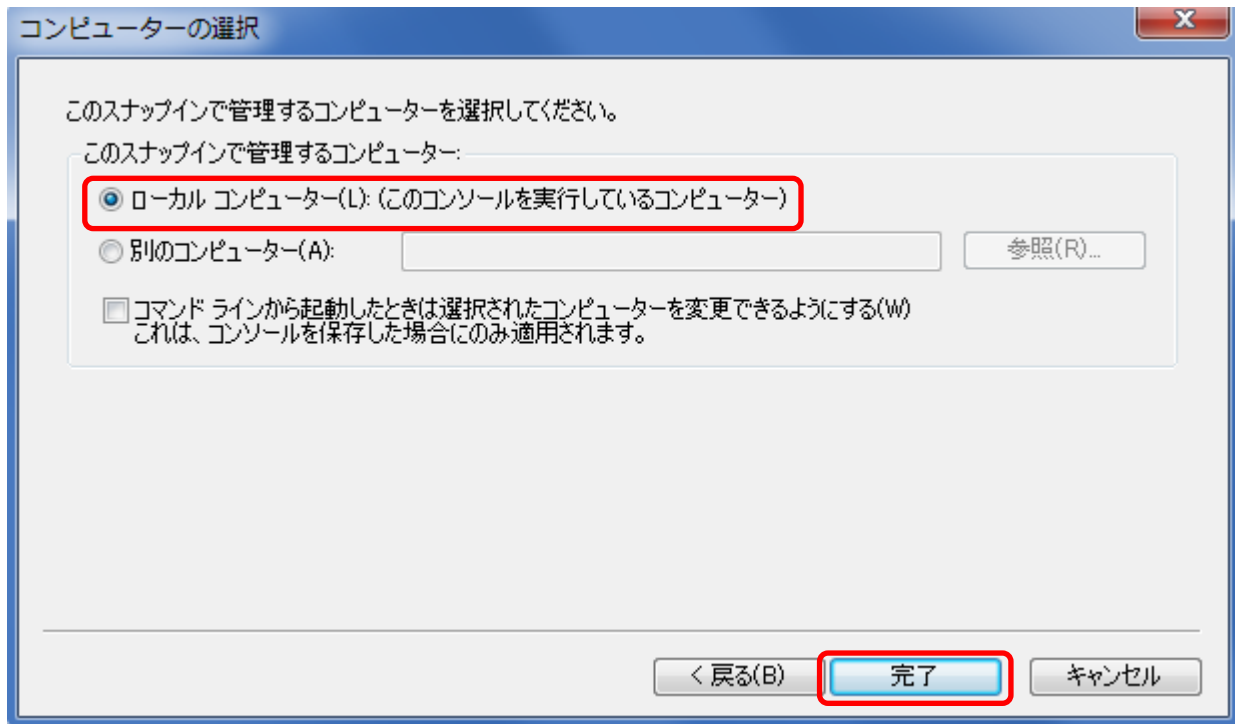 コンピューターの選択
このスナップインで管理するコンピューターを選択してください。
このスナップインで管理するコンピューター:
ローカル コンピューター(L): (このコンソールを実行しているコンピューター)
別のコンピューター(A):
参照(R)...
コマンド ラインから起動したときは選択されたコンピューターを変更できるようにする(W)
これは、コンソールを保存した場合にのみ適用されます。
< 戻る(B)
完了
キャンセル